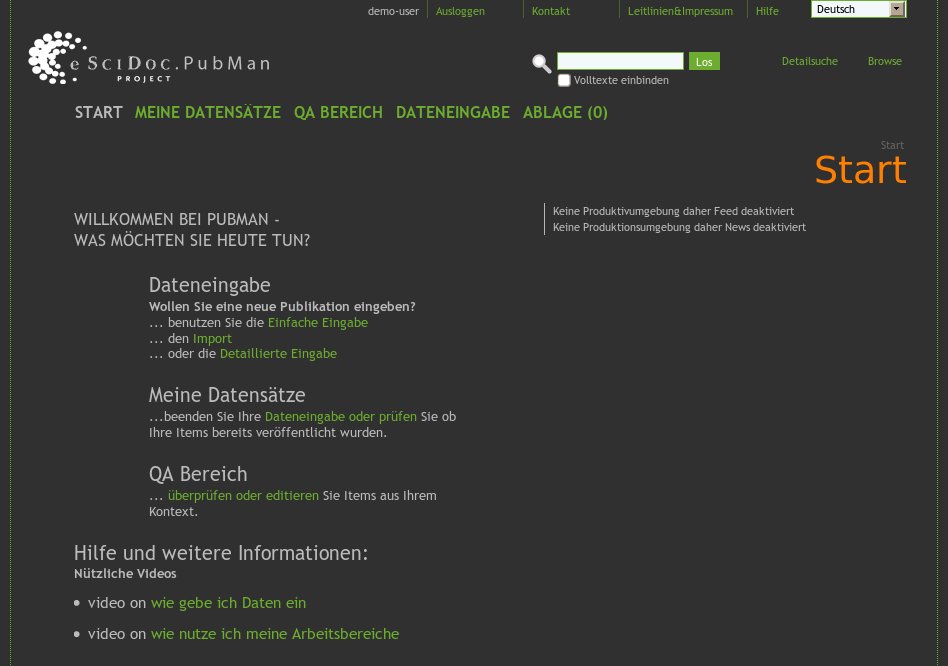 demo-user Ausloggen Kontakt Leitlinien&Impressum Hilfe Deutsch
eSciDoc.PubMan
PROJECT
Los
Detailsuche Browse
Volltexte einbinden
START MEINE DATENSÄTZE QA BEREICH DATENEINGABE ABLAGE (0)
Start
Start
WILLKOMMEN BEI PUBMAN -
WAS MÖCHTEN SIE HEUTE TUN?
Keine Produktivumgebung daher Feed deaktiviert
Keine Produktionsumgebung daher News deaktiviert
Dateneingabe
Wollen Sie eine neue Publikation eingeben?
... benutzen Sie die Einfache Eingabe
... den Import
... oder die Detaillierte Eingabe
Meine Datensätze
...beenden Sie Ihre Dateneingabe oder prüfen Sie ob
Ihre Items bereits veröffentlicht wurden.
QA Bereich
... überprüfen oder editieren Sie Items aus Ihrem
Kontext.
Hilfe und weitere Informationen:
Nützliche Videos
video on wie gebe ich Daten ein
video on wie nutze ich meine Arbeitsbereiche